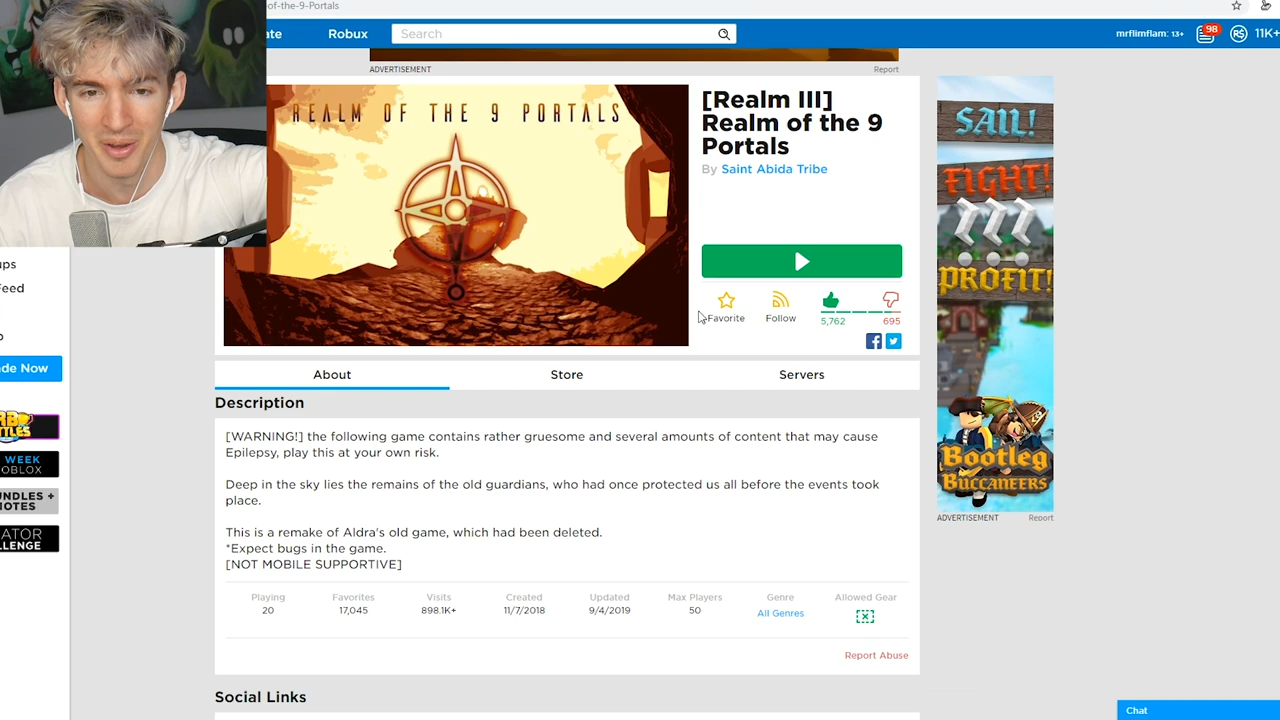 of-the-9-Portals
ate Robux Search mrflimflam: 13+ 98 11K+
ADVERTISEMENT Report
REALM OF THE 9 PORTALS
[Realm III]
Realm of the 9
Portals
By Saint Abida Tribe
Favorite Follow 5,762 695
About Store Servers
Description
[WARNING!] the following game contains rather gruesome and several amounts of content that may cause
Epilepsy, play this at your own risk.
Deep in the sky lies the remains of the old guardians, who had once protected us all before the events took
place.
This is a remake of Aldra's old game, which had been deleted.
*Expect bugs in the game.
[NOT MOBILE SUPPORTIVE]
Playing Favorites Visits Created Updated Max Players Genre Allowed Gear
20 17,045 898.1K+ 11/7/2018 9/4/2019 50 All Genres
Report Abuse
Social Links
ups
Feed
o
de Now
RB
TTLES
WEEK
OBLOX
UNDLES +
OTES
ATOR
LLENGE
SAIL!
FIGHT!
???
PROFIT!
Bootleg
Buccaneers
ADVERTISEMENT Report
Chat